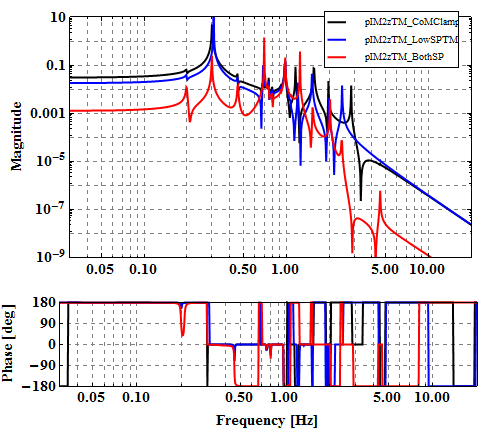 10
pIM2zTM_CoMClamp
pIM2zTM_LowSPTM
pIM2zTM_BothSP
0.1
0.001
10^-5
10^-7
10^-9
Magnitude
0.05 0.10 0.50 1.00 5.00 10.00
180
90
0
-90
-180
Phase [deg]
0.05 0.10 0.50 1.00 5.00 10.00
Frequency [Hz]